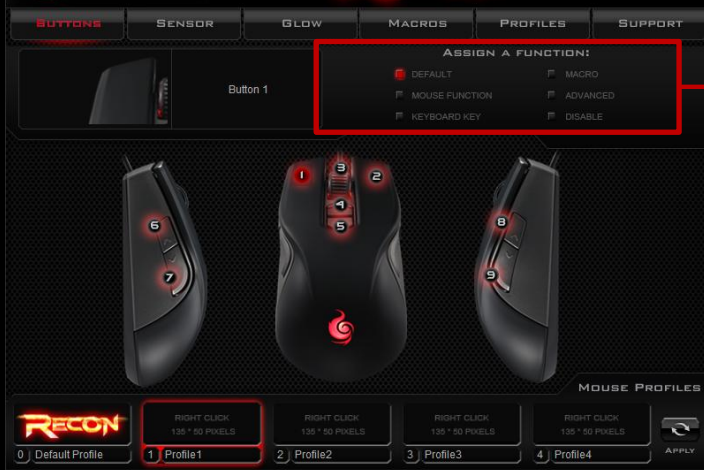 BUTTONS SENSOR GLOW MACROS PROFILES SUPPORT
ASSIGN A FUNCTION:
Button 1
DEFAULT MACRO
MOUSE FUNCTION ADVANCED
KEYBOARD KEY DISABLE
1 3 2
4
5
6
7
8
9
MOUSE PROFILES
RECON
RIGHT CLICK
135 * 50 PIXELS
RIGHT CLICK
135 * 50 PIXELS
RIGHT CLICK
135 * 50 PIXELS
RIGHT CLICK
135 * 50 PIXELS
0 Default Profile 1 Profile1 2 Profile2 3 Profile3 4 Profile4
APPLY